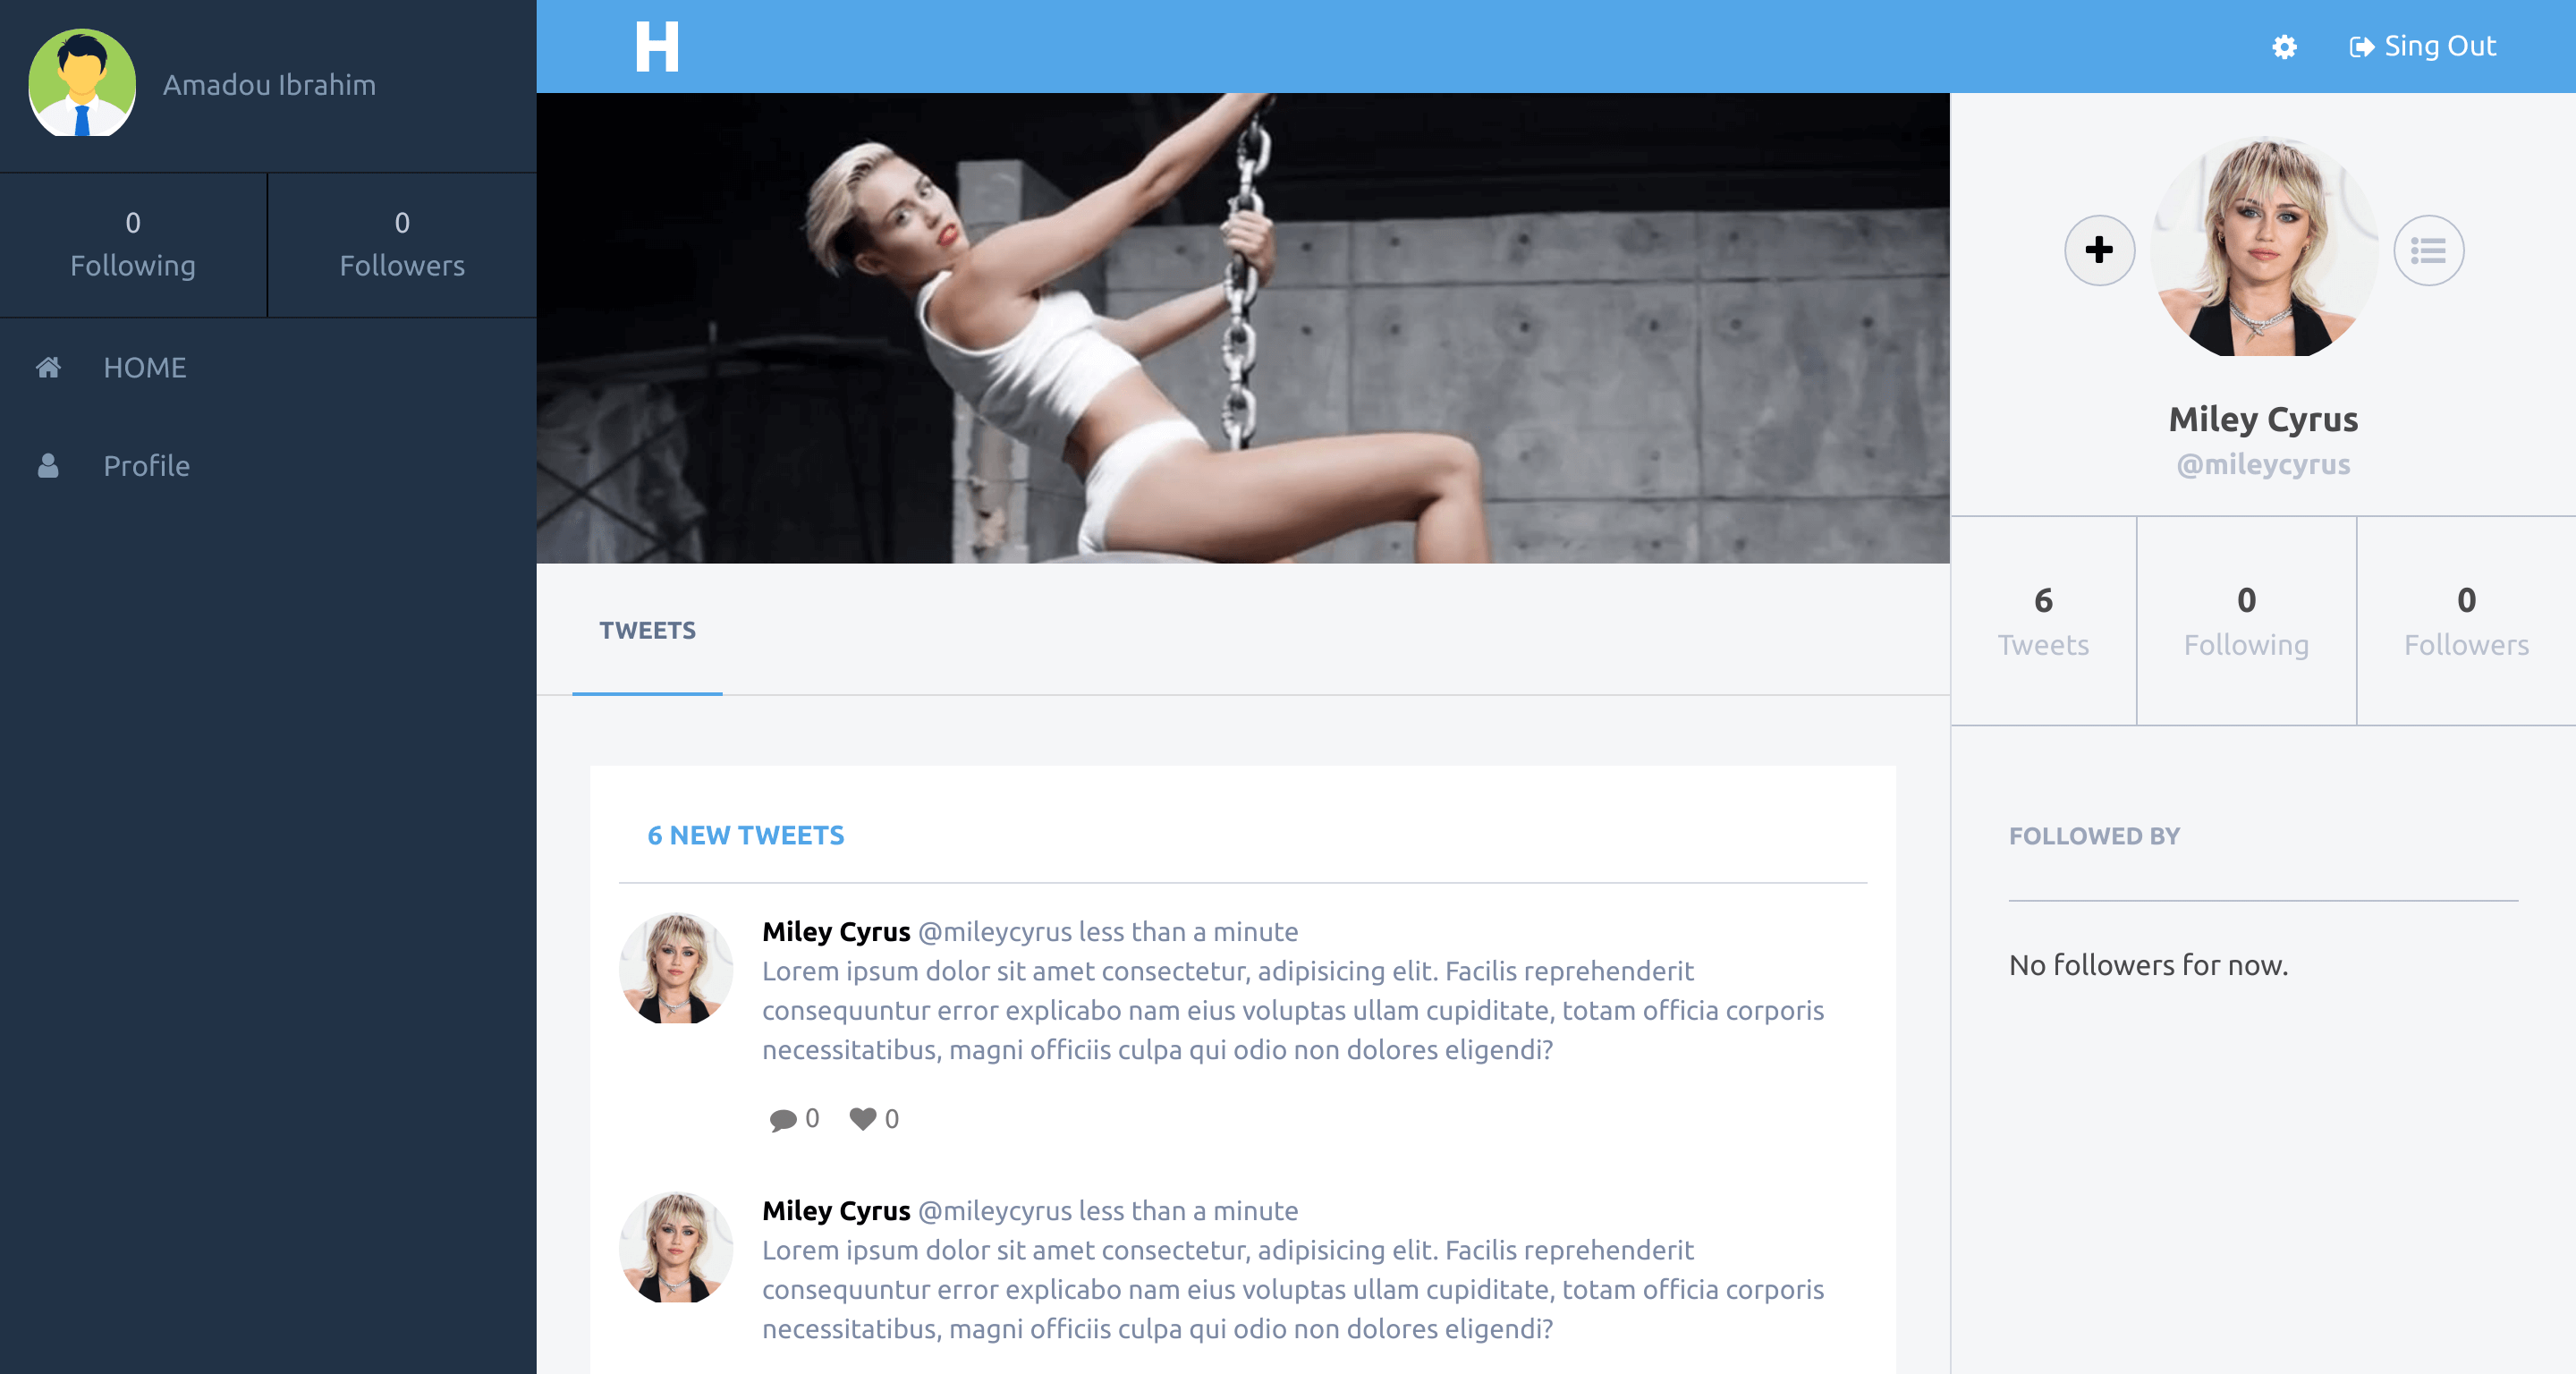 Amadou Ibrahim
0
Following
0
Followers
HOME
Profile
H
Sing Out
TWEETS
6 NEW TWEETS
Miley Cyrus @mileycyrus less than a minute
Lorem ipsum dolor sit amet consectetur, adipisicing elit. Facilis reprehenderit
consequuntur error explicabo nam eius voluptas ullam cupiditate, totam officia corporis
necessitatibus, magni officiis culpa qui odio non dolores eligendi?
0 0
Miley Cyrus @mileycyrus less than a minute
Lorem ipsum dolor sit amet consectetur, adipisicing elit. Facilis reprehenderit
consequuntur error explicabo nam eius voluptas ullam cupiditate, totam officia corporis
necessitatibus, magni officiis culpa qui odio non dolores eligendi?
Miley Cyrus
@mileycyrus
6
Tweets
0
Following
0
Followers
FOLLOWED BY
No followers for now.